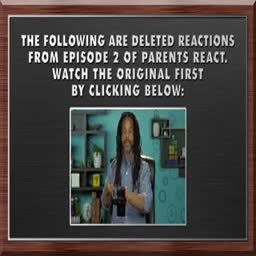 THE FOLLOWING ARE DELETED REACTIONS
FROM EPISODE 2 OF PARENTS REACT.
WATCH THE ORIGINAL FIRST
BY CLICKING BELOW: